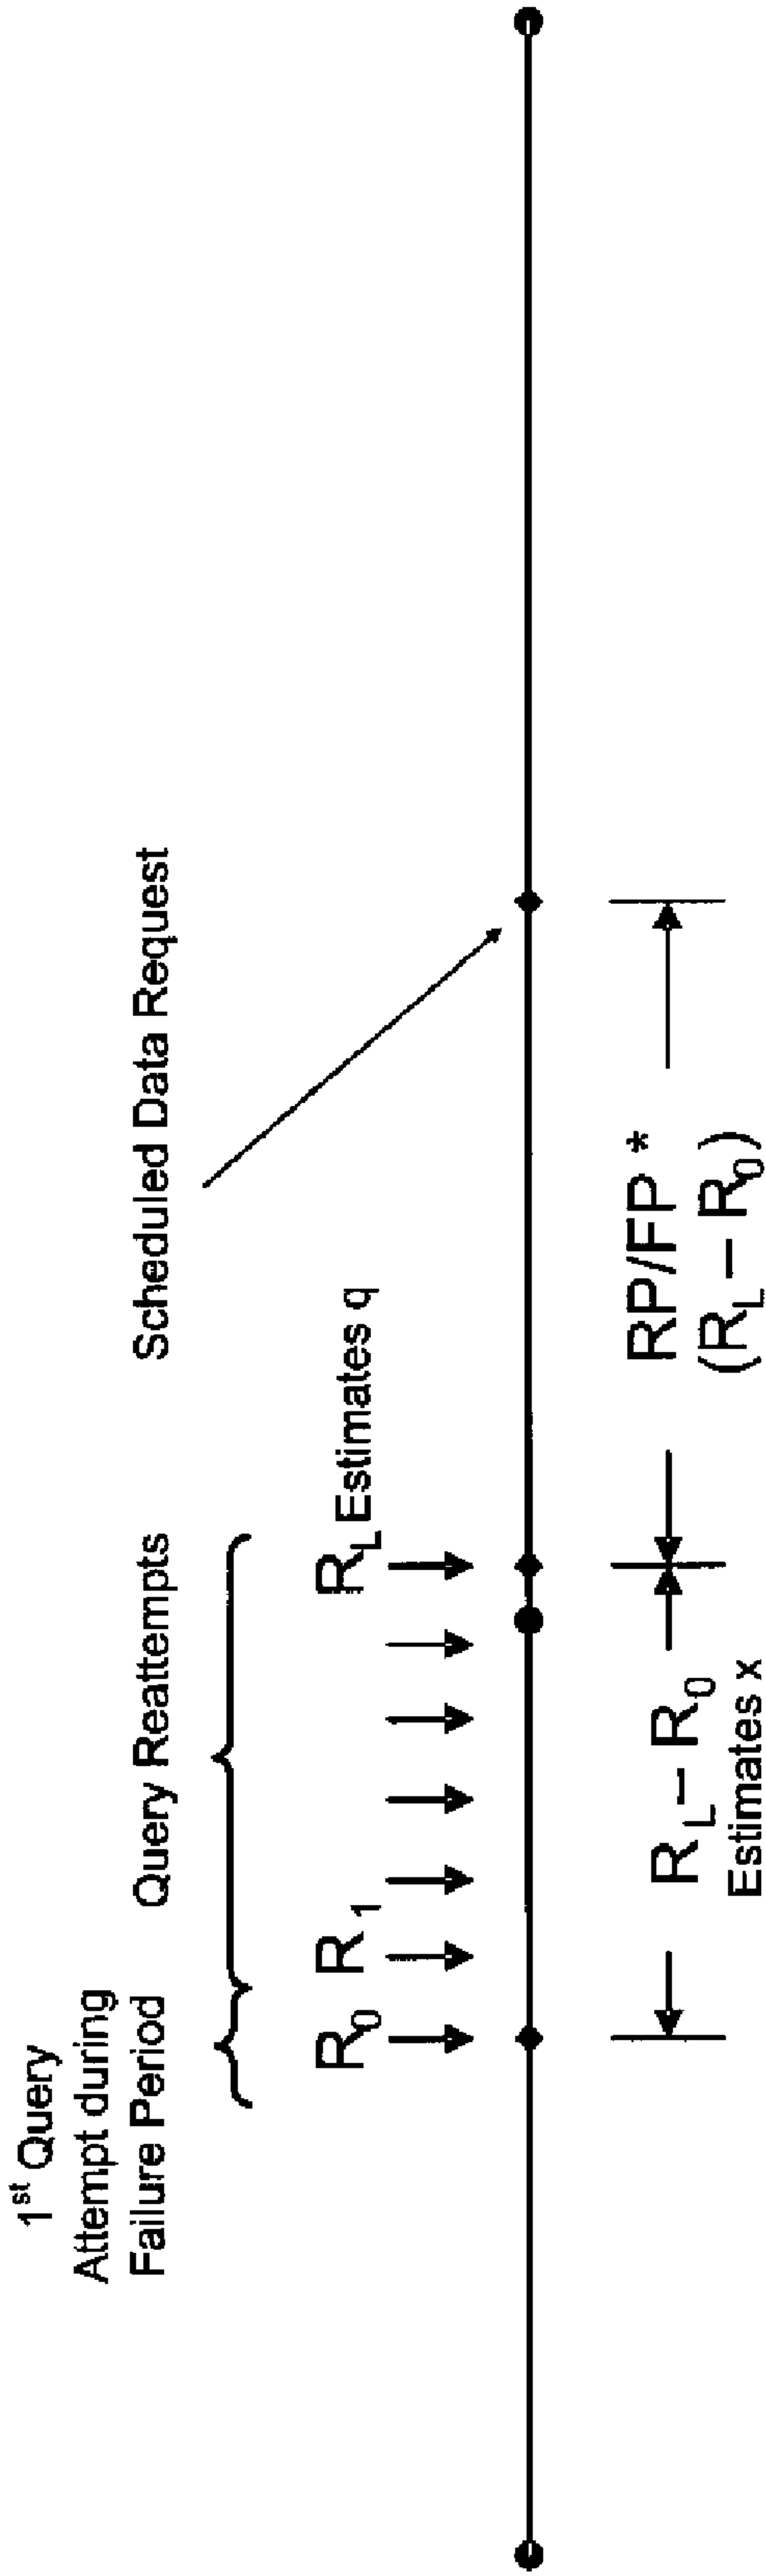 1st Query
Attempt during
Failure Period
Query Reattempts
Scheduled Data Request
R0 R1
RL Estimates q
RL – R0
Estimates x
RP/FP *
(RL – R0)